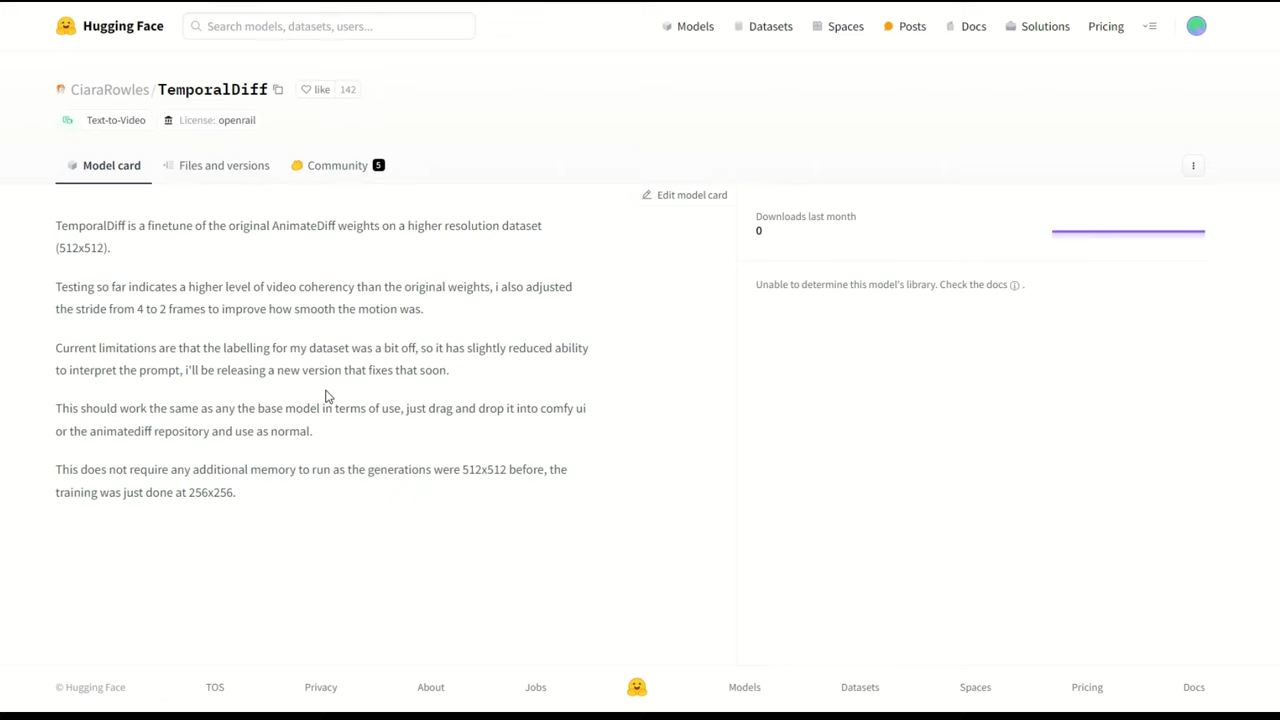 Hugging Face
Search models, datasets, users...
Models
Datasets
Spaces
Posts
Docs
Solutions
Pricing
CiaraRowles/TemporalDiff
like 142
Text-to-Video
License: openrail
Model card
Files and versions
Community 5
Edit model card
TemporalDiff is a finetune of the original AnimateDiff weights on a higher resolution dataset
(512x512).
Testing so far indicates a higher level of video coherency than the original weights, i also adjusted
the stride from 4 to 2 frames to improve how smooth the motion was.
Current limitations are that the labelling for my dataset was a bit off, so it has slightly reduced ability
to interpret the prompt, i'll be releasing a new version that fixes that soon.
This should work the same as any the base model in terms of use, just drag and drop it into comfy ui
or the animatediff repository and use as normal.
This does not require any additional memory to run as the generations were 512x512 before, the
training was just done at 256x256.
Downloads last month
0
Unable to determine this model's library. Check the docs .
© Hugging Face
TOS
Privacy
About
Jobs
Models
Datasets
Spaces
Pricing
Docs